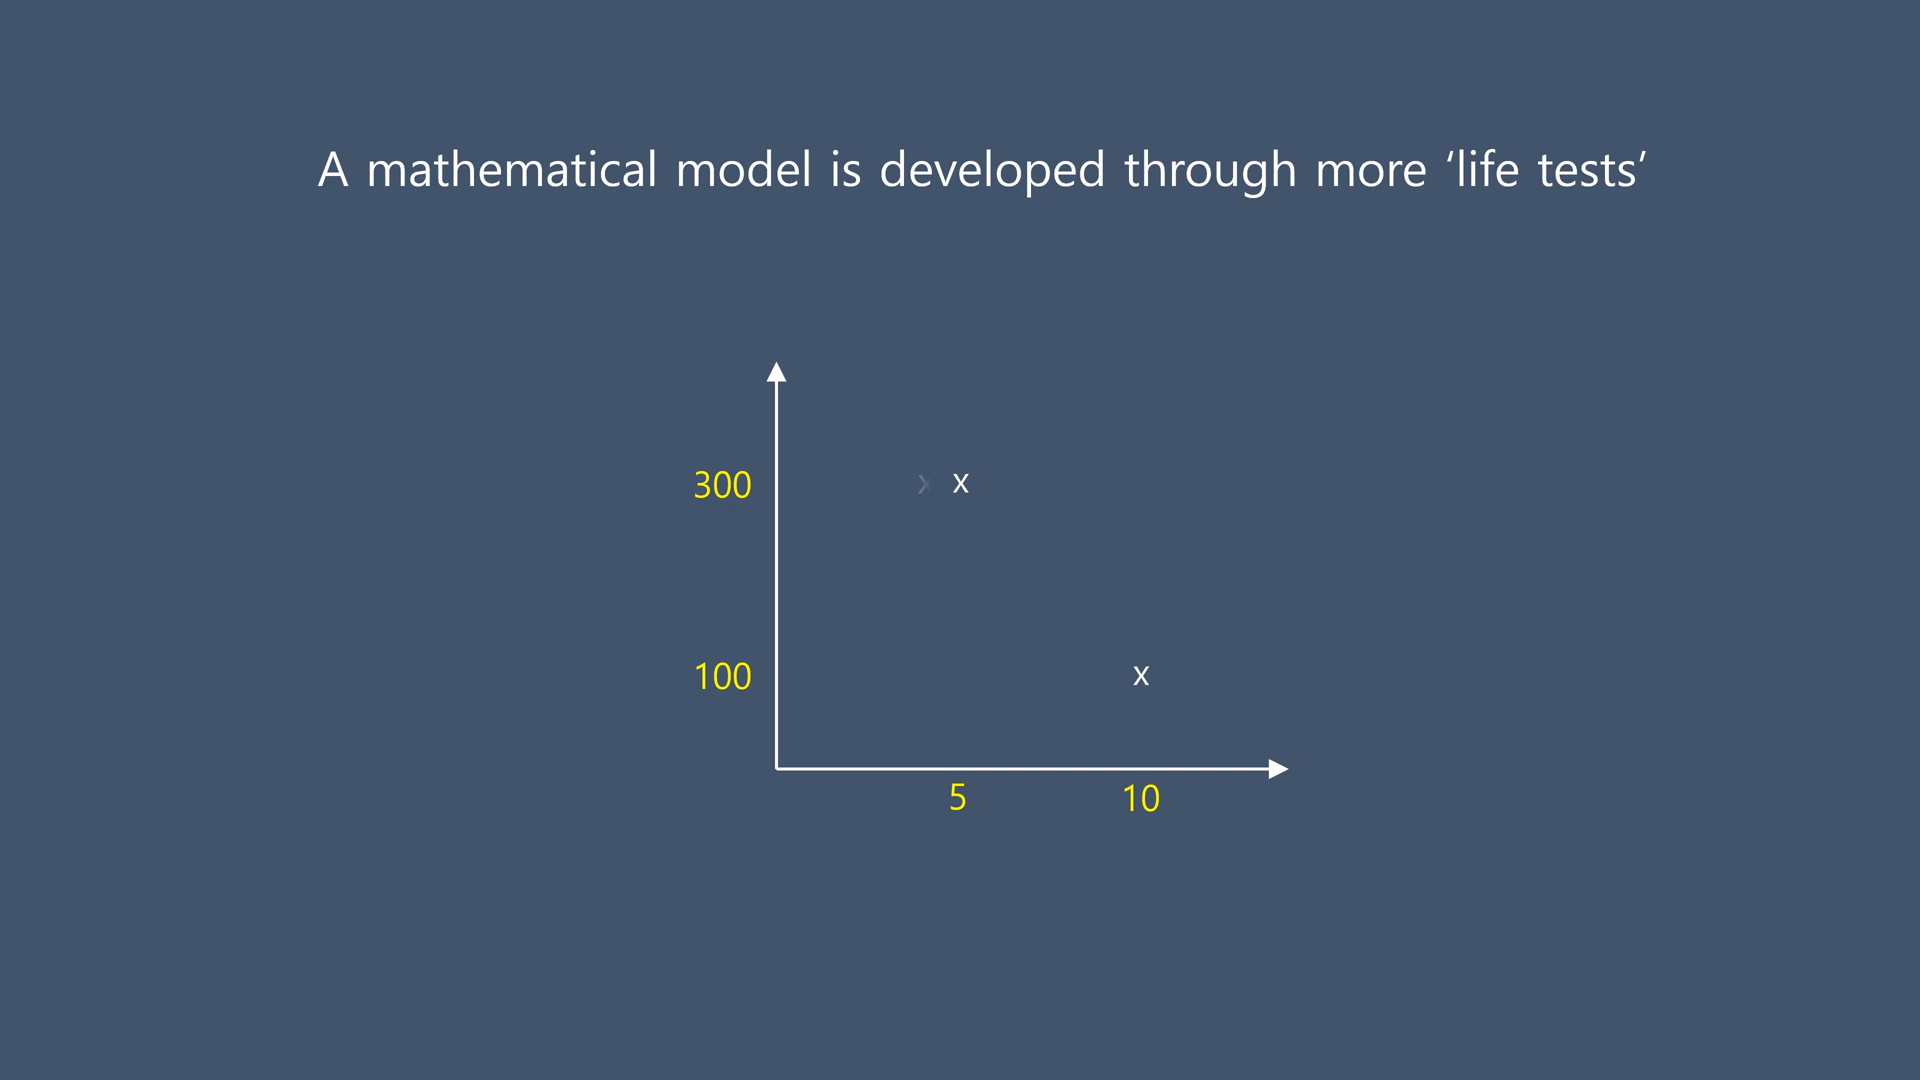 A mathematical model is developed through more ‘life tests’
300 x x
100 x
5 10